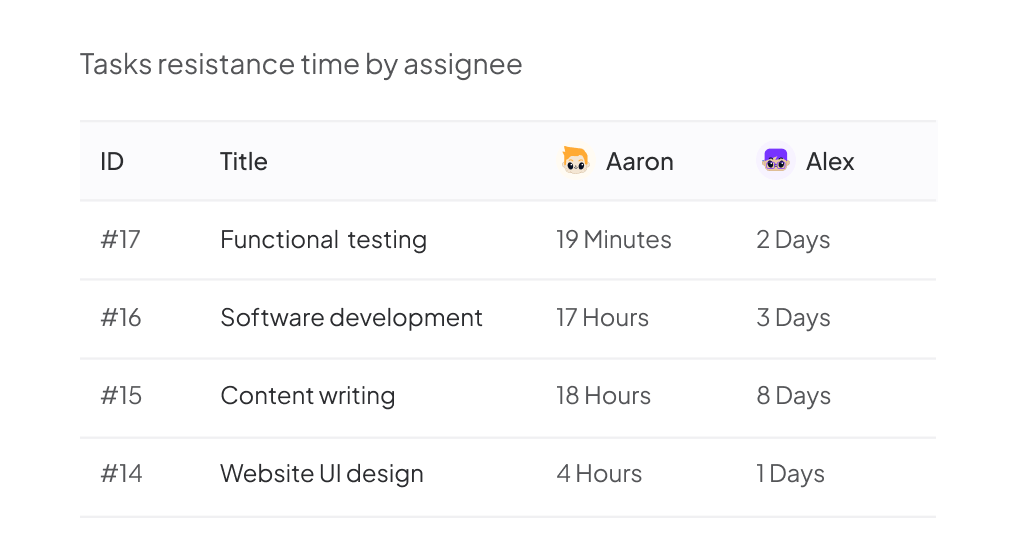 Tasks resistance time by assignee
ID Title Aaron Alex
#17 Functional testing 19 Minutes 2 Days
#16 Software development 17 Hours 3 Days
#15 Content writing 18 Hours 8 Days
#14 Website UI design 4 Hours 1 Days